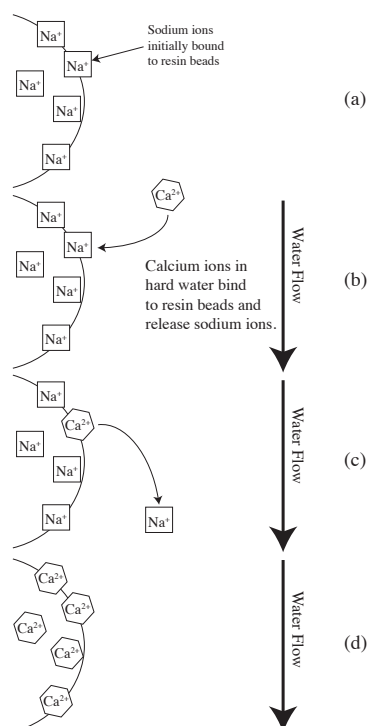 Na⁺
Sodium ions
initially bound
to resin beads
Na⁺
Na⁺
Na⁺
(a)
Na⁺
Ca²⁺
Na⁺
Na⁺
Na⁺
Calcium ions in
hard water bind
to resin beads and
release sodium ions.
Na⁺
Na⁺
Water Flow
(b)
Na⁺
Ca²⁺
Na⁺
Na⁺
Na⁺
Na⁺
Water Flow
(c)
Ca²⁺
Ca²⁺
Ca²⁺
Ca²⁺
Ca²⁺
Water Flow
(d)